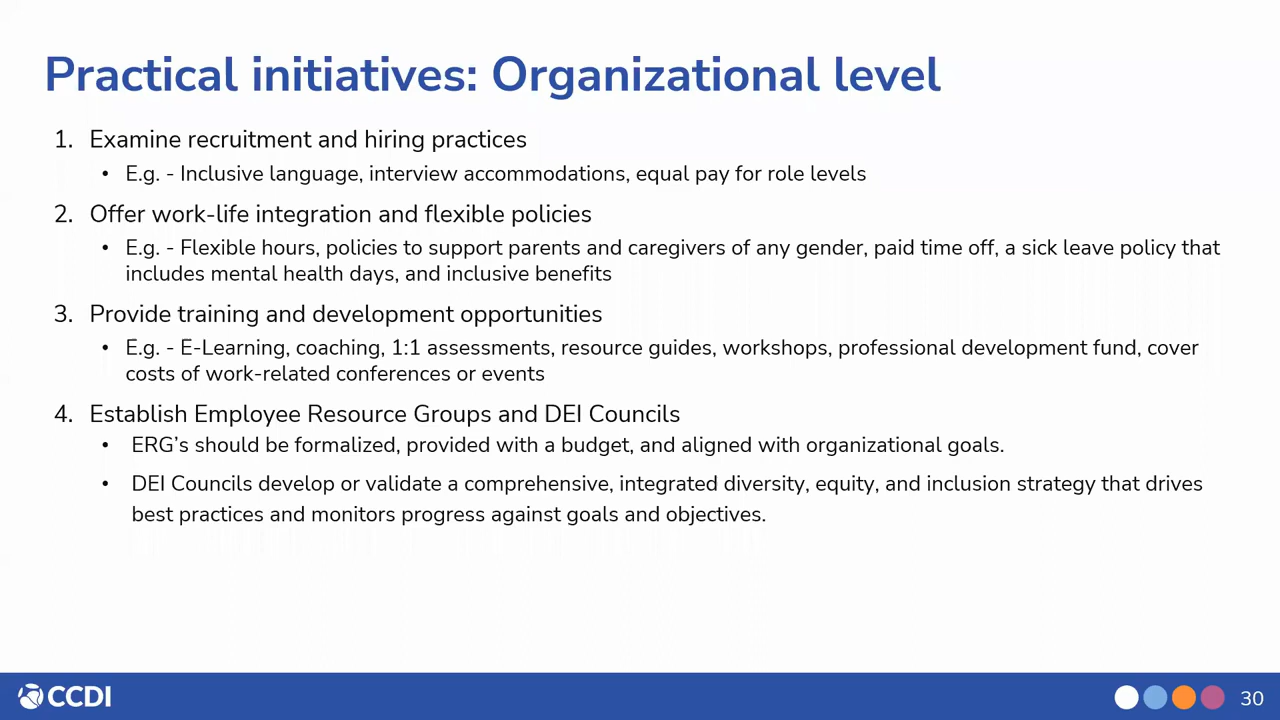 Practical initiatives: Organizational level
1. Examine recruitment and hiring practices
• E.g. - Inclusive language, interview accommodations, equal pay for role levels
2. Offer work-life integration and flexible policies
• E.g. - Flexible hours, policies to support parents and caregivers of any gender, paid time off, a sick leave policy that
includes mental health days, and inclusive benefits
3. Provide training and development opportunities
• E.g. - E-Learning, coaching, 1:1 assessments, resource guides, workshops, professional development fund, cover
costs of work-related conferences or events
4. Establish Employee Resource Groups and DEI Councils
• ERG’s should be formalized, provided with a budget, and aligned with organizational goals.
• DEI Councils develop or validate a comprehensive, integrated diversity, equity, and inclusion strategy that drives
best practices and monitors progress against goals and objectives.
CCDI
30